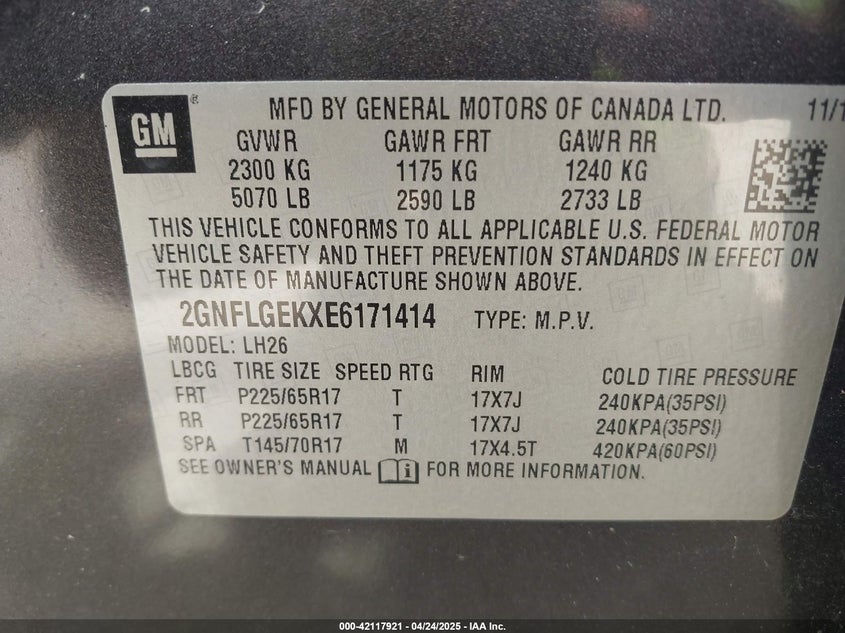 GM ® MFD BY GENERAL MOTORS OF CANADA LTD. 11/1
GVWR GAWR FRT GAWR RR
2300 KG 1175 KG 1240 KG
5070 LB 2590 LB 2733 LB
THIS VEHICLE CONFORMS TO ALL APPLICABLE U.S. FEDERAL MOTOR
VEHICLE SAFETY AND THEFT PREVENTION STANDARDS IN EFFECT ON
THE DATE OF MANUFACTURE SHOWN ABOVE.
2GNFLGEKXE6171414 TYPE: M.P.V.
MODEL: LH26
LBCG TIRE SIZE SPEED RTG RIM COLD TIRE PRESSURE
FRT P225/65R17 T 17X7J 240KPA(35PSI)
RR P225/65R17 T 17X7J 240KPA(35PSI)
SPA T145/70R17 M 17X4.5T 420KPA(60PSI)
SEE OWNER'S MANUAL FOR MORE INFORMATION.
000-42117921 - 04/24/2025 - IAA Inc.